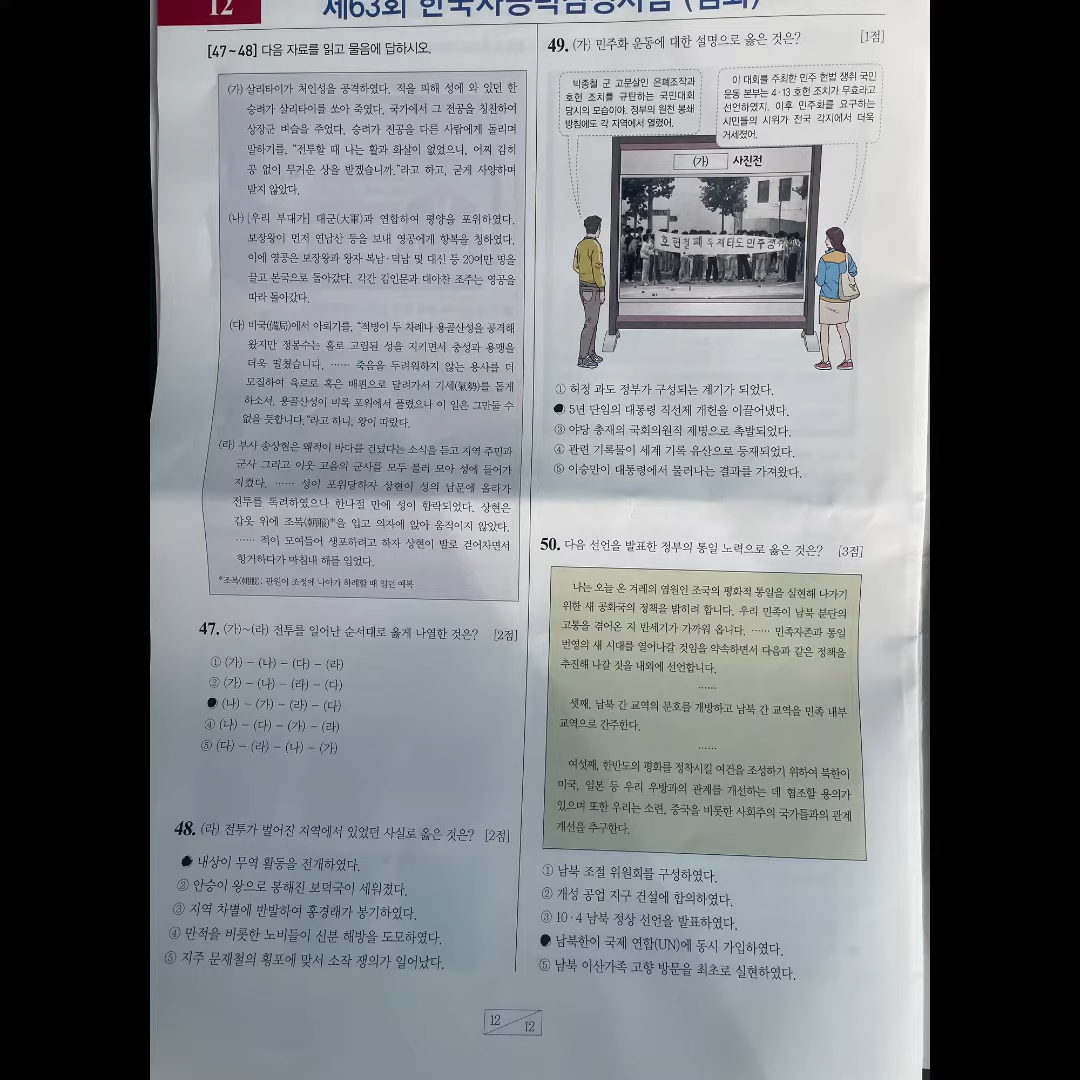 12
제63회 한국사능력검정시험 (심화)
[47~48] 다음 자료를 읽고 물음에 답하시오.
(가) 살리타이가 처인성을 공격하였다. 적을 피해 성에 와 있던 한
승려가 살리타이를 쏘아 죽였다. 국가에서 그 전공을 칭찬하여
상장군 벼슬을 주었다. 승려가 전공을 다른 사람에게 돌리며
말하기를, "전투할 때 나는 활과 화살이 없었으니, 어찌 감히
공 없이 무거운 상을 받겠습니까."라고 하고, 굳게 사양하며
받지 않았다.
(나) [우리 부대가] 대군(大軍)과 연합하여 평양을 포위하였다.
보장왕이 먼저 연남산 등을 보내 영공에게 항복을 청하였다.
이에 영공은 보장왕과 왕자 복남·덕남 및 대신 등 20여만 명을
끌고 본국으로 돌아갔다. 각간 김인문과 대아찬 조주는 영공을
따라 돌아갔다.
(다) 비국(備局)에서 아뢰기를, "적병이 두 차례나 용골산성을 공격해
왔지만 정봉수는 홀로 고립된 성을 지키면서 충성과 용맹을
더욱 떨쳤습니다. …… 죽음을 두려워하지 않는 용사를 더
모집하여 육로로 혹은 배편으로 달려가서 기세(氣勢)를 돕게
하소서. 용골산성이 비록 포위에서 풀렸으나 이 일은 그만둘 수
없을 듯합니다."라고 하니, 왕이 따랐다.
(라) 부사 송상현은 왜적이 바다를 건넜다는 소식을 듣고 지역 주민과
군사 그리고 이웃 고을의 군사를 모두 불러 모아 성에 들어가
지켰다. …… 성이 포위당하자 상현이 성의 남문에 올라가
전투를 독려하였으나 한나절 만에 성이 함락되었다. 상현은
갑옷 위에 조복(朝服)*을 입고 의자에 앉아 움직이지 않았다.
…… 적이 모여들어 생포하려고 하자 상현이 발로 걷어차면서
항거하다가 마침내 해를 입었다.
*조복(朝服): 관원이 조정에 나아가 하례할 때 입던 예복
47. (가)~(라) 전투를 일어난 순서대로 옳게 나열한 것은? [2점]
① (가) - (나) - (다) - (라)
② (가) - (나) - (라) - (다)
(나) - (가) - (라) - (다)
④ (나) - (다) - (가) - (라)
⑤ (다) - (라) - (나) - (가)
48. (라) 전투가 벌어진 지역에서 있었던 사실로 옳은 것은? [2점]
내상이 무역 활동을 전개하였다.
② 안승이 왕으로 봉해진 보덕국이 세워졌다.
③ 지역 차별에 반발하여 홍경래가 봉기하였다.
④ 만적을 비롯한 노비들이 신분 해방을 도모하였다.
⑤ 지주 문재철의 횡포에 맞서 소작 쟁의가 일어났다.
49. (가) 민주화 운동에 대한 설명으로 옳은 것은? [1점]
박종철 군 고문살인 은폐조작과
호헌 조치를 규탄하는 국민대회
당시의 모습이야. 정부의 원천 봉쇄
방침에도 각 지역에서 열렸어.
이 대회를 주최한 민주 헌법 쟁취 국민
운동 본부는 4·13 호헌 조치가 무효라고
선언하였지. 이후 민주화를 요구하는
시민들의 시위가 전국 각지에서 더욱
거세졌어.
(가) 사진전
호헌철폐 독재타도 민주쟁취
① 허정 과도 정부가 구성되는 계기가 되었다.
5년 단임의 대통령 직선제 개헌을 이끌어냈다.
③ 야당 총재의 국회의원직 제명으로 촉발되었다.
④ 관련 기록물이 세계 기록 유산으로 등재되었다.
⑤ 이승만이 대통령에서 물러나는 결과를 가져왔다.
50. 다음 선언을 발표한 정부의 통일 노력으로 옳은 것은? [3점]
나는 오늘 온 겨레의 염원인 조국의 평화적 통일을 실현해 나가기
위한 새 공화국의 정책을 밝히려 합니다. 우리 민족이 남북 분단의
고통을 겪어온 지 반세기가 가까워 옵니다. …… 민족자존과 통일
번영의 새 시대를 열어나갈 것임을 약속하면서 다음과 같은 정책을
추진해 나갈 것을 내외에 선언합니다.
……
셋째, 남북 간 교역의 문호를 개방하고 남북 간 교역을 민족 내부
교역으로 간주한다.
……
여섯째, 한반도의 평화를 정착시킬 여건을 조성하기 위하여 북한이
미국, 일본 등 우리 우방과의 관계를 개선하는 데 협조할 용의가
있으며 또한 우리는 소련, 중국을 비롯한 사회주의 국가들과의 관계
개선을 추구한다.
① 남북 조절 위원회를 구성하였다.
② 개성 공업 지구 건설에 합의하였다.
③ 10·4 남북 정상 선언을 발표하였다.
남북한이 국제 연합(UN)에 동시 가입하였다.
⑤ 남북 이산가족 고향 방문을 최초로 실현하였다.
12
12